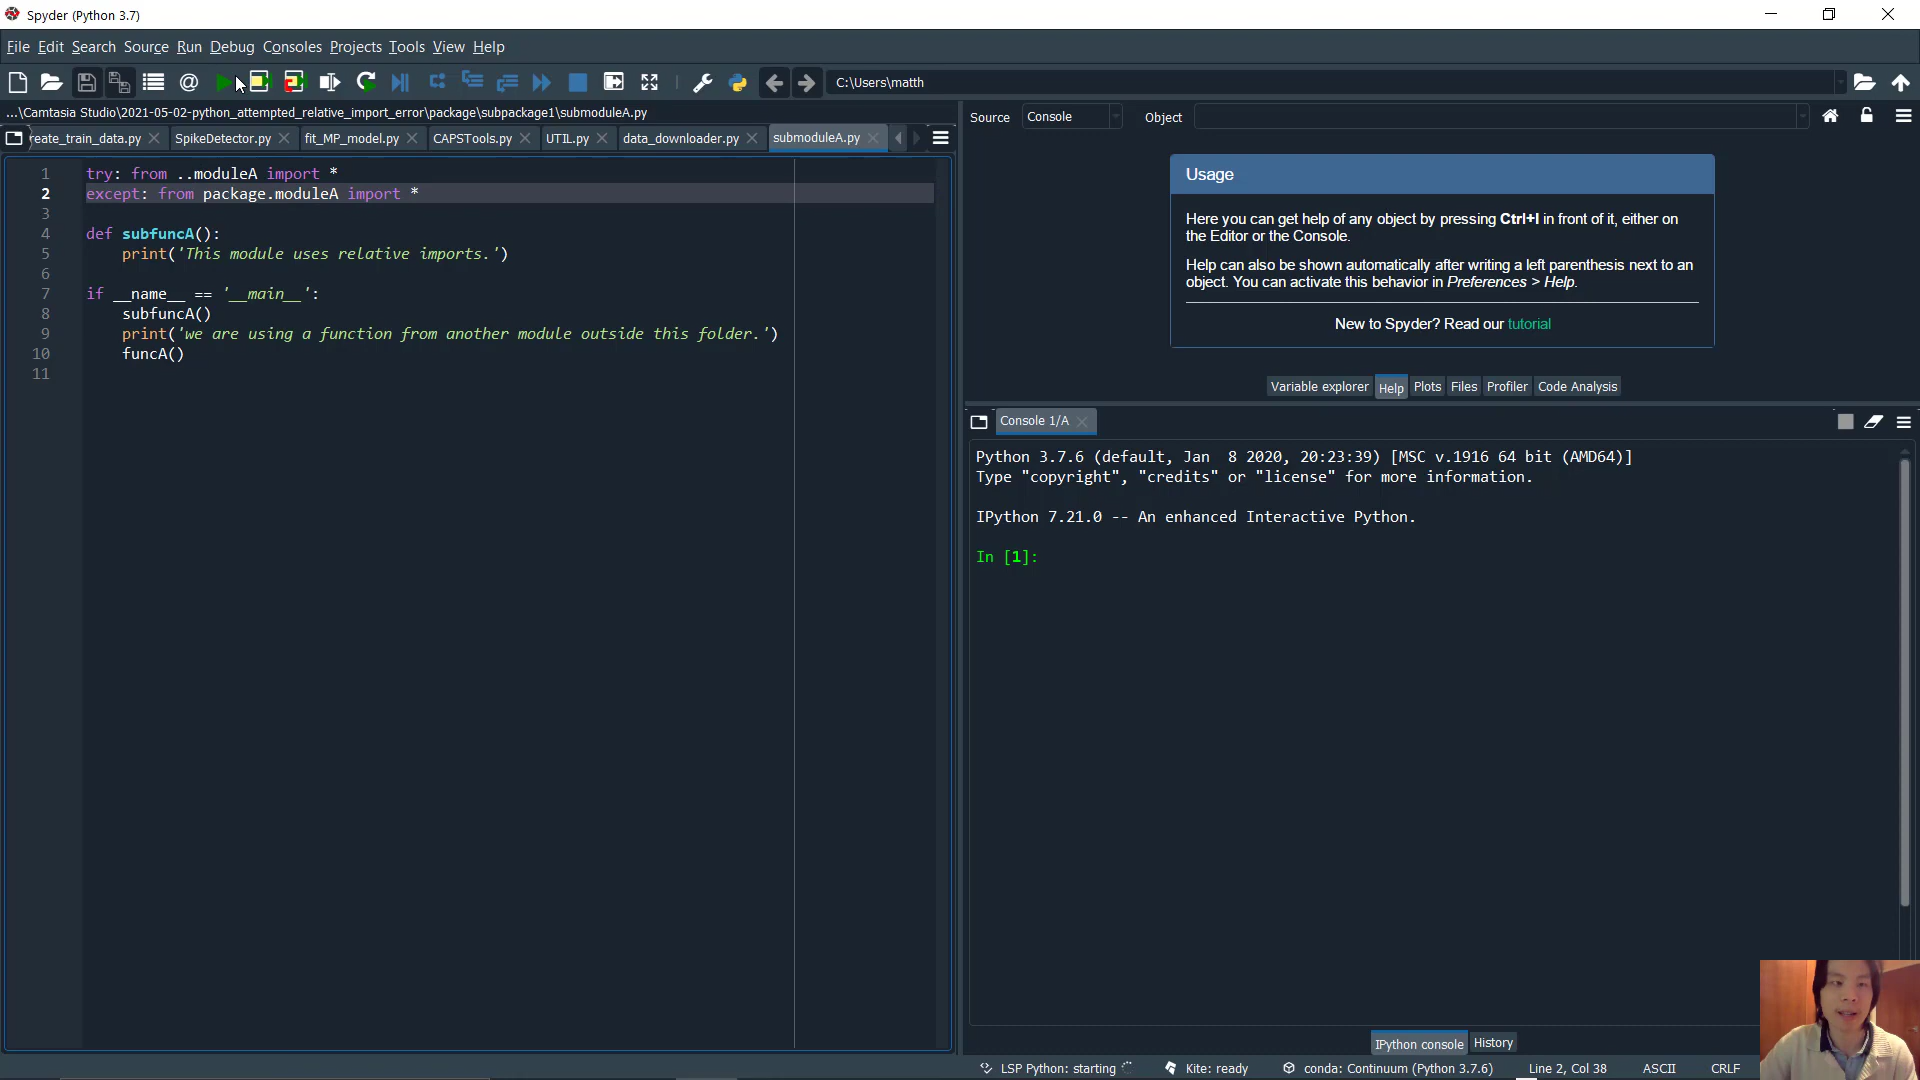 Spyder (Python 3.7)
File Edit Search Source Run Debug Consoles Projects Tools View Help
C:\Users\matth
...\Camtasia Studio\2021-05-02-python_attempted_relative_import_error\package\subpackage1\submoduleA.py
reate_train_data.py SpikeDetector.py fit_MP_model.py CAPSTools.py UTIL.py data_downloader.py submoduleA.py
1 try: from ..moduleA import *
2 except: from package.moduleA import *
3
4 def subfuncA():
5 print('This module uses relative imports.')
6
7 if __name__ == '__main__':
8 subfuncA()
9 print('we are using a function from another module outside this folder.')
10 funcA()
11
Source Console Object
Usage
Here you can get help of any object by pressing Ctrl+I in front of it, either on
the Editor or the Console.
Help can also be shown automatically after writing a left parenthesis next to an
object. You can activate this behavior in Preferences > Help.
New to Spyder? Read our tutorial
Variable explorer Help Plots Files Profiler Code Analysis
Console 1/A
Python 3.7.6 (default, Jan  8 2020, 20:23:39) [MSC v.1916 64 bit (AMD64)]
Type "copyright", "credits" or "license" for more information.
IPython 7.21.0 -- An enhanced Interactive Python.
In [1]:
IPython console History
LSP Python: starting Kite: ready conda: Continuum (Python 3.7.6) Line 2, Col 38 ASCII CRLF